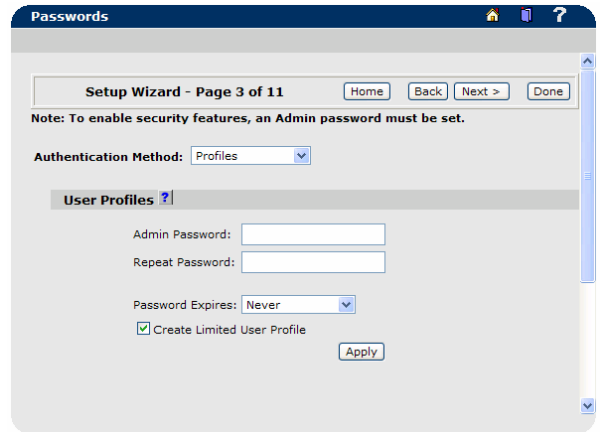 Passwords ?
Setup Wizard - Page 3 of 11 Home Back Next > Done
Note: To enable security features, an Admin password must be set.
Authentication Method: Profiles
User Profiles ?
Admin Password:
Repeat Password:
Password Expires: Never
Create Limited User Profile
Apply